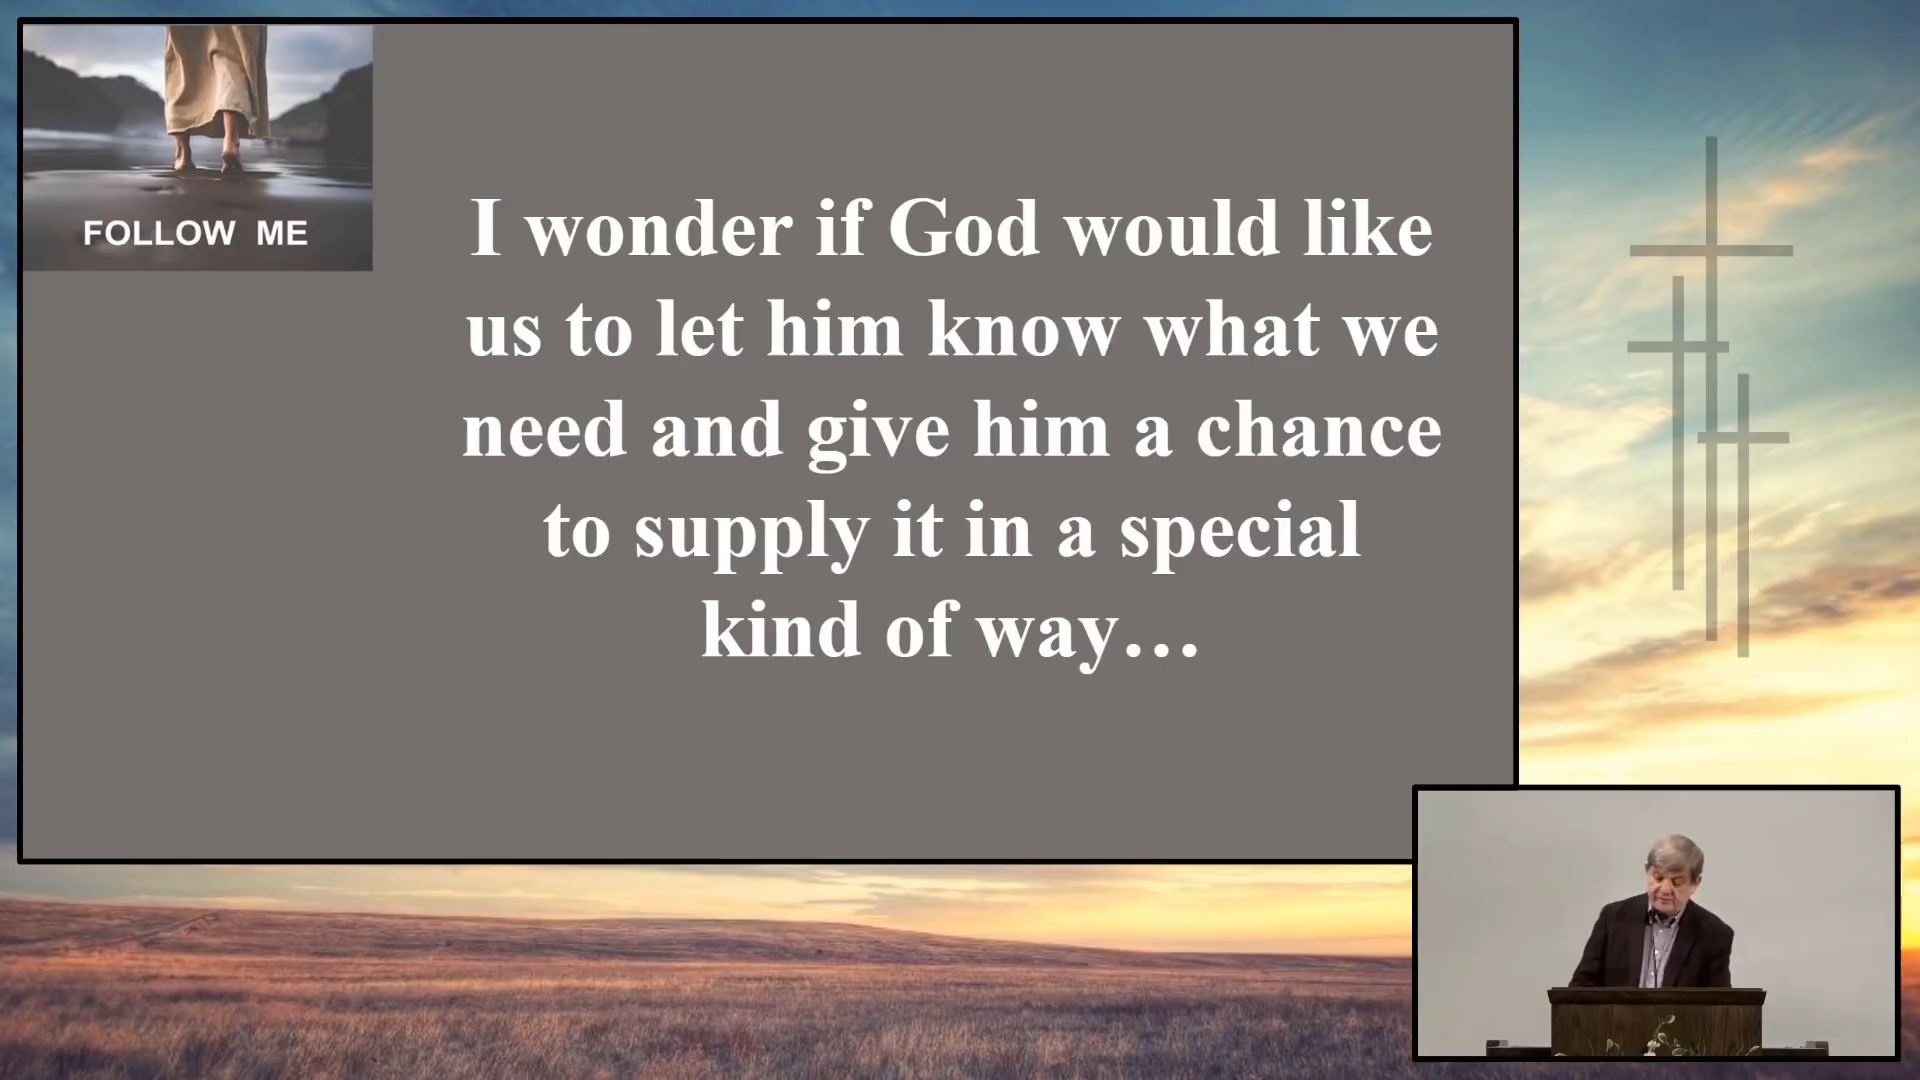 FOLLOW ME
I wonder if God would like
us to let him know what we
need and give him a chance
to supply it in a special
kind of way…